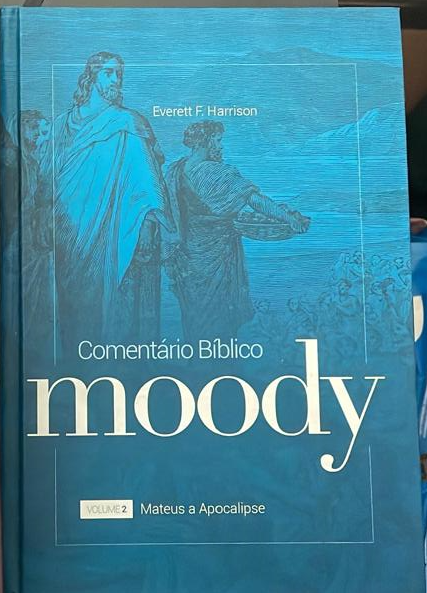 Everett F. Harrison
Comentário Bíblico
moody
VOLUME 2 Mateus a Apocalipse